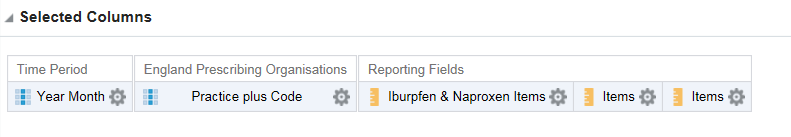 Selected Columns
Time Period England Prescribing Organisations Reporting Fields
Year Month Practice plus Code Iburpfen & Naproxen Items Items Items